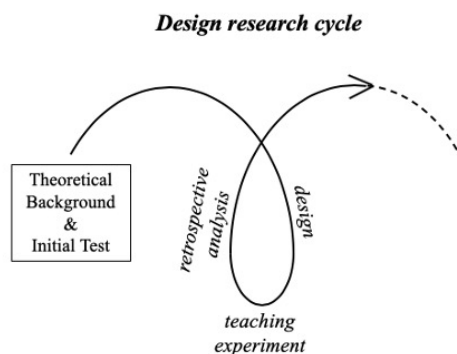 Design research cycle
Theoretical
Background
&
Initial Test
retrospective
analysis
design
teaching
experiment